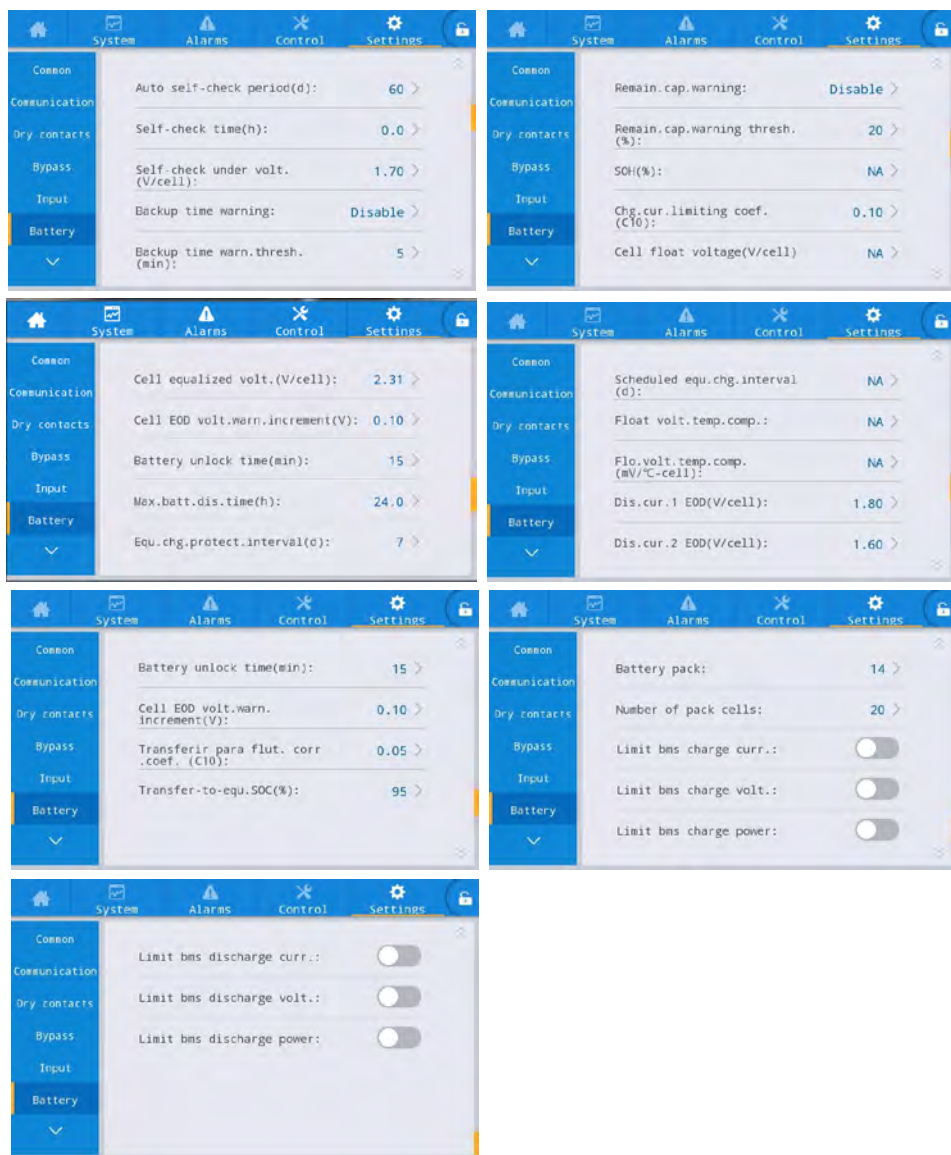 System Alarms Control Settings
Common
Communication
Dry contacts
Bypass
Input
Battery
Auto self-check period(d): 60
Self-check time(h): 0.0
Self-check under volt.
(V/cell): 1.70
Backup time warning: Disable
Backup time warn.thresh.
(min): 5
System Alarms Control Settings
Common
Communication
Dry contacts
Bypass
Input
Battery
Remain.cap.warning: Disable
Remain.cap.warning thresh.
(%): 20
SOH(%): NA
Chg.cur.limiting coef.
(C10): 0.10
Cell float voltage(V/cell) NA
System Alarms Control Settings
Common
Communication
Dry contacts
Bypass
Input
Battery
Cell equalized volt.(V/cell): 2.31
Cell EOD volt.warn.increment(V): 0.10
Battery unlock time(min): 15
Max.batt.dis.time(h): 24.0
Equ.chg.protect.interval(d): 7
System Alarms Control Settings
Common
Communication
Dry contacts
Bypass
Input
Battery
Scheduled equ.chg.interval
(d): NA
Float volt.temp.comp.: NA
Flo.volt.temp.comp.
(mV/℃-cell): NA
Dis.cur.1 EOD(V/cell): 1.80
Dis.cur.2 EOD(V/cell): 1.60
System Alarms Control Settings
Common
Communication
Dry contacts
Bypass
Input
Battery
Battery unlock time(min): 15
Cell EOD volt.warn.
increment(V): 0.10
Transferir para flut. corr
.coef. (C10): 0.05
Transfer-to-equ.SOC(%): 95
System Alarms Control Settings
Common
Communication
Dry contacts
Bypass
Input
Battery
Battery pack: 14
Number of pack cells: 20
Limit bms charge curr.:
Limit bms charge volt.:
Limit bms charge power:
System Alarms Control Settings
Common
Communication
Dry contacts
Bypass
Input
Battery
Limit bms discharge curr.:
Limit bms discharge volt.:
Limit bms discharge power: